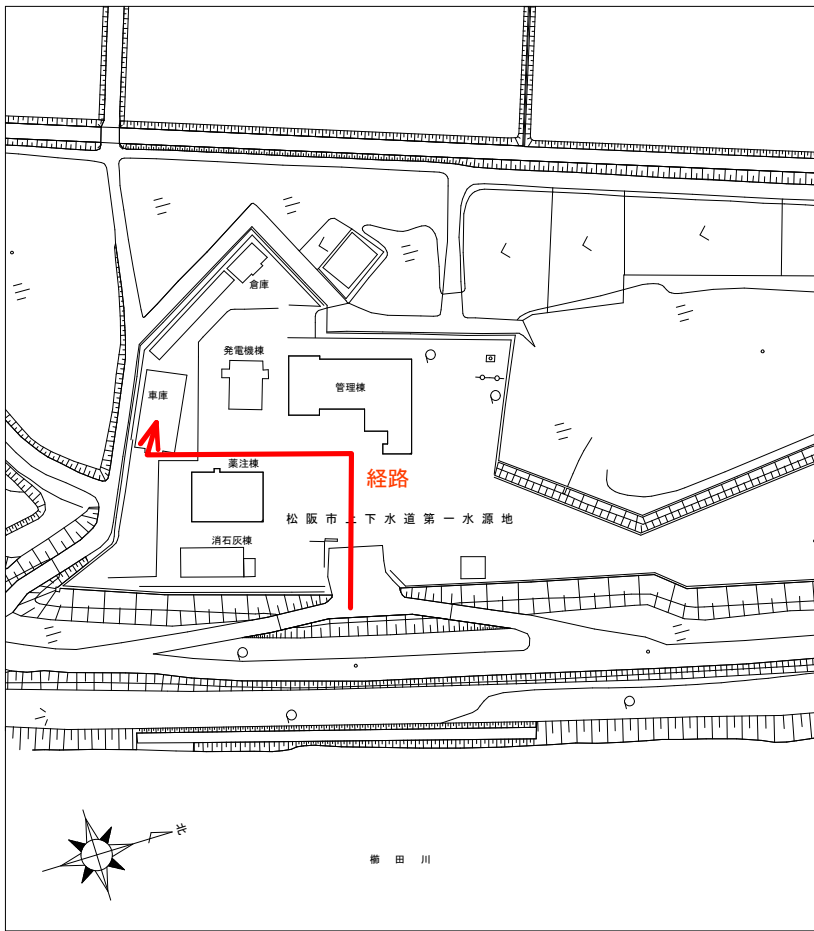 倉庫
発電機棟
管理棟
車庫
薬注棟
経路
松阪市上下水道第一水源地
消石灰棟
北
櫛田川